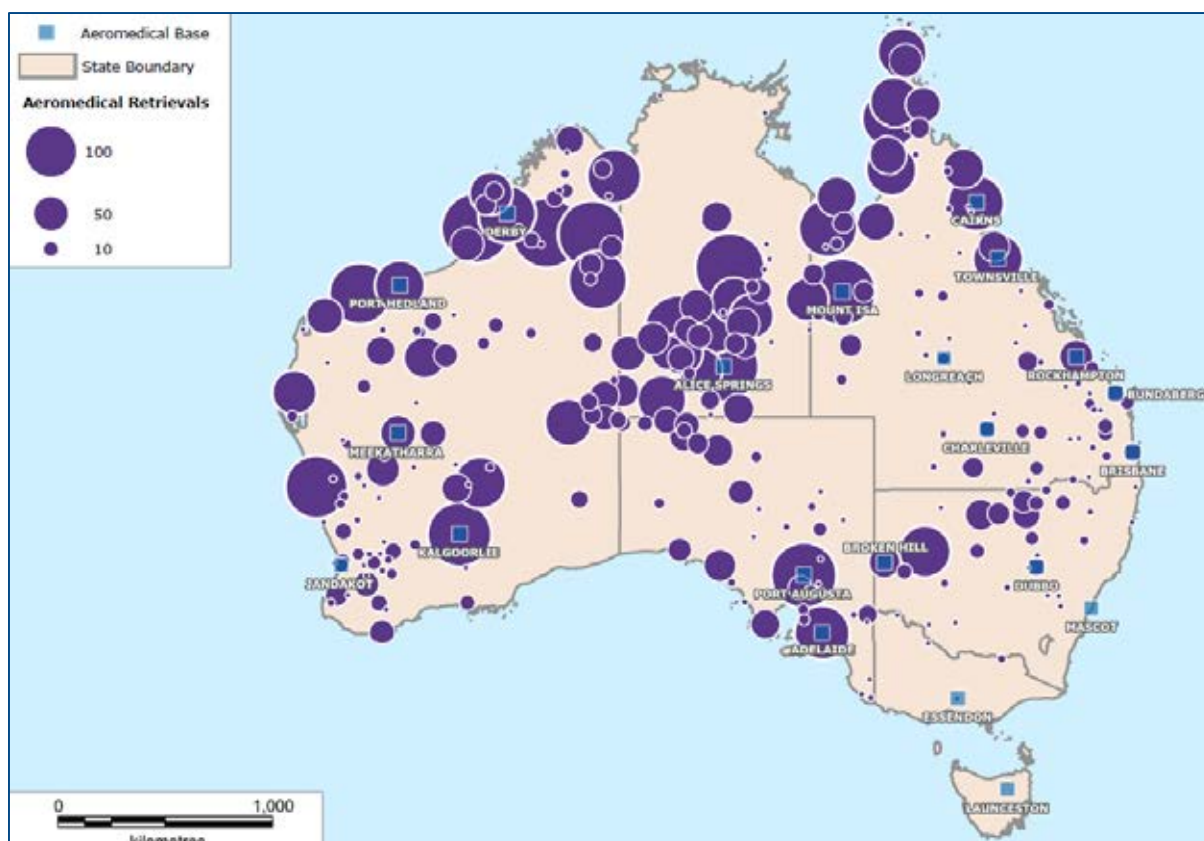 Aeromedical Base
State Boundary
Aeromedical Retrievals
100
50
10
DERBY
CAIRNS
TOWNSVILLE
PORT HEDLAND
MOUNT ISA
LONGREACH
ROCKHAMPTON
ALICE SPRINGS
BUNDABERG
MEEKATHARRA
CHARLEVILLE
BRISBANE
KALGOORLIE
BROKEN HILL
JANDAKOT
PORT AUGUSTA
DUBBO
MASCOT
ADELAIDE
ESSENDON
LAUNCESTON
0 1,000
kilometres